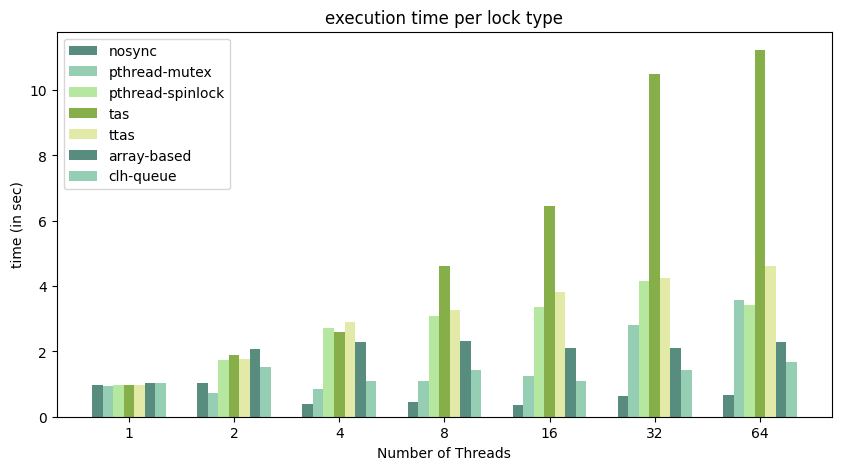 execution time per lock type
nosync
pthread-mutex
pthread-spinlock
tas
ttas
array-based
clh-queue
time (in sec)
10
8
6
4
2
0
1 2 4 8 16 32 64
Number of Threads